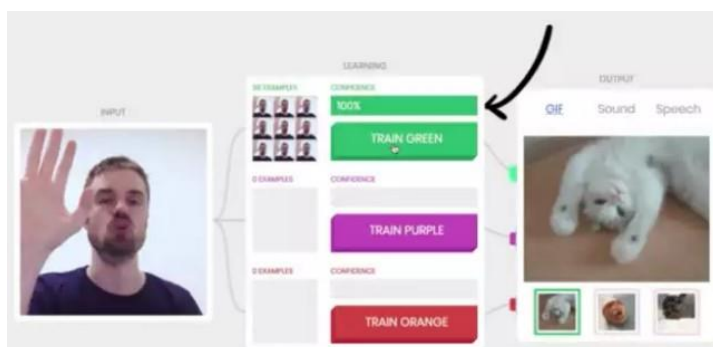 INPUT
LEARNING
EXAMPLES
CONFIDENCE
100%
TRAIN GREEN
0 EXAMPLES
CONFIDENCE
TRAIN PURPLE
0 EXAMPLES
CONFIDENCE
TRAIN ORANGE
OUTPUT
GIF Sound Speech